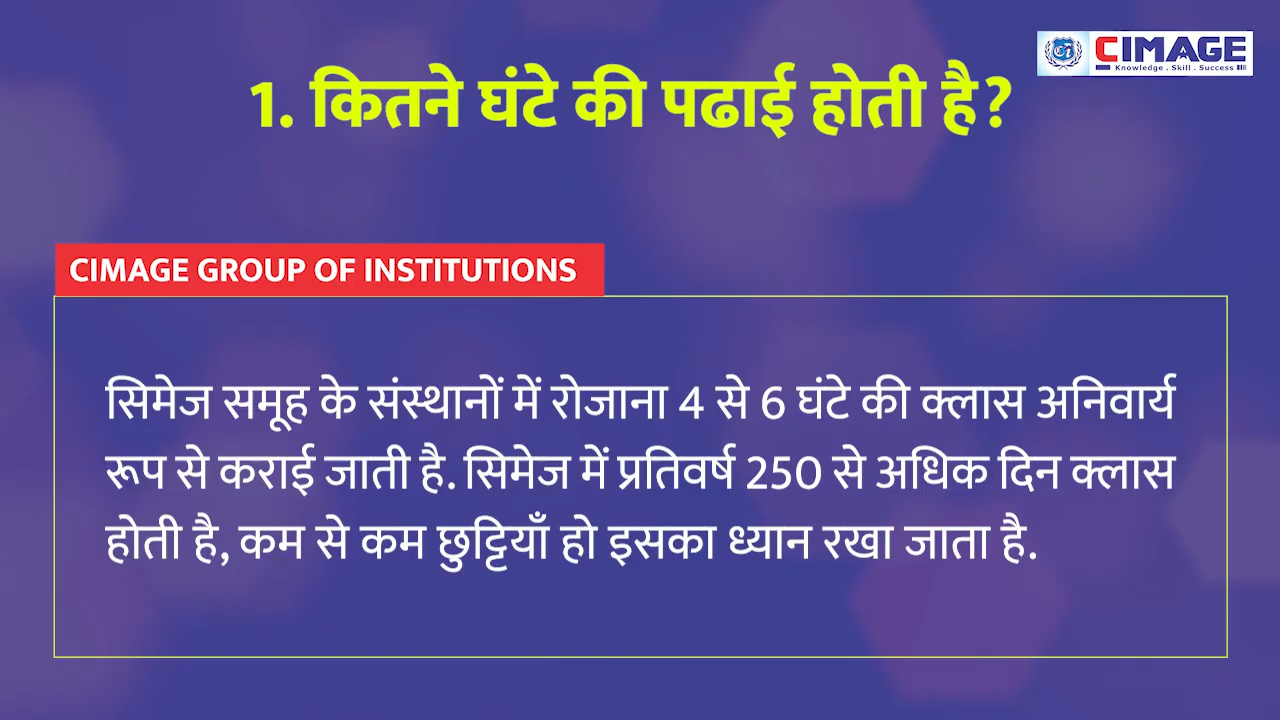 CIMAGE
Knowledge . Skill . Success
1. कितने घंटे की पढाई होती है?
CIMAGE GROUP OF INSTITUTIONS
सिमेज समूह के संस्थानों में रोजाना 4 से 6 घंटे की क्लास अनिवार्य
रूप से कराई जाती है. सिमेज में प्रतिवर्ष 250 से अधिक दिन क्लास
होती है, कम से कम छुट्टियाँ हो इसका ध्यान रखा जाता है.